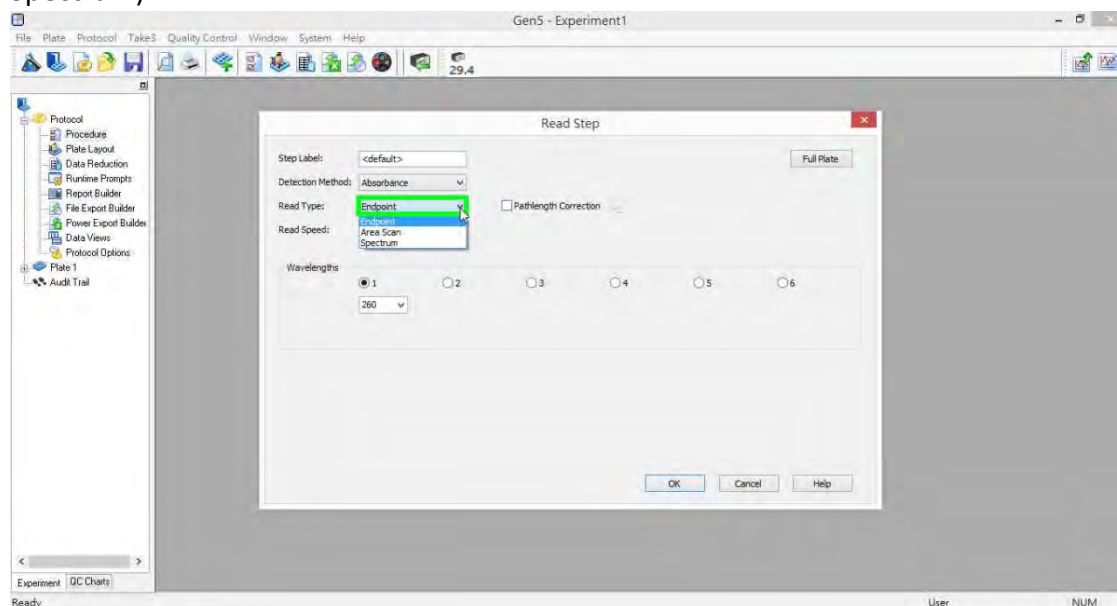 Gen5 - Experiment1
File Plate Protocol Take3 Quality Control Window System Help
29.4
Protocol
Procedure
Plate Layout
Data Reduction
Runtime Prompts
Report Builder
File Export Builder
Power Export Builder
Data Views
Protocol Options
Plate 1
Audit Trail
Read Step
Step Label: <default> Full Plate
Detection Method: Absorbance
Read Type: Endpoint Pathlength Correction ...
Endpoint
Read Speed: Area Scan
Spectrum
Wavelengths
1 2 3 4 5 6
260
OK Cancel Help
Experiment QC Charts
Ready User NUM